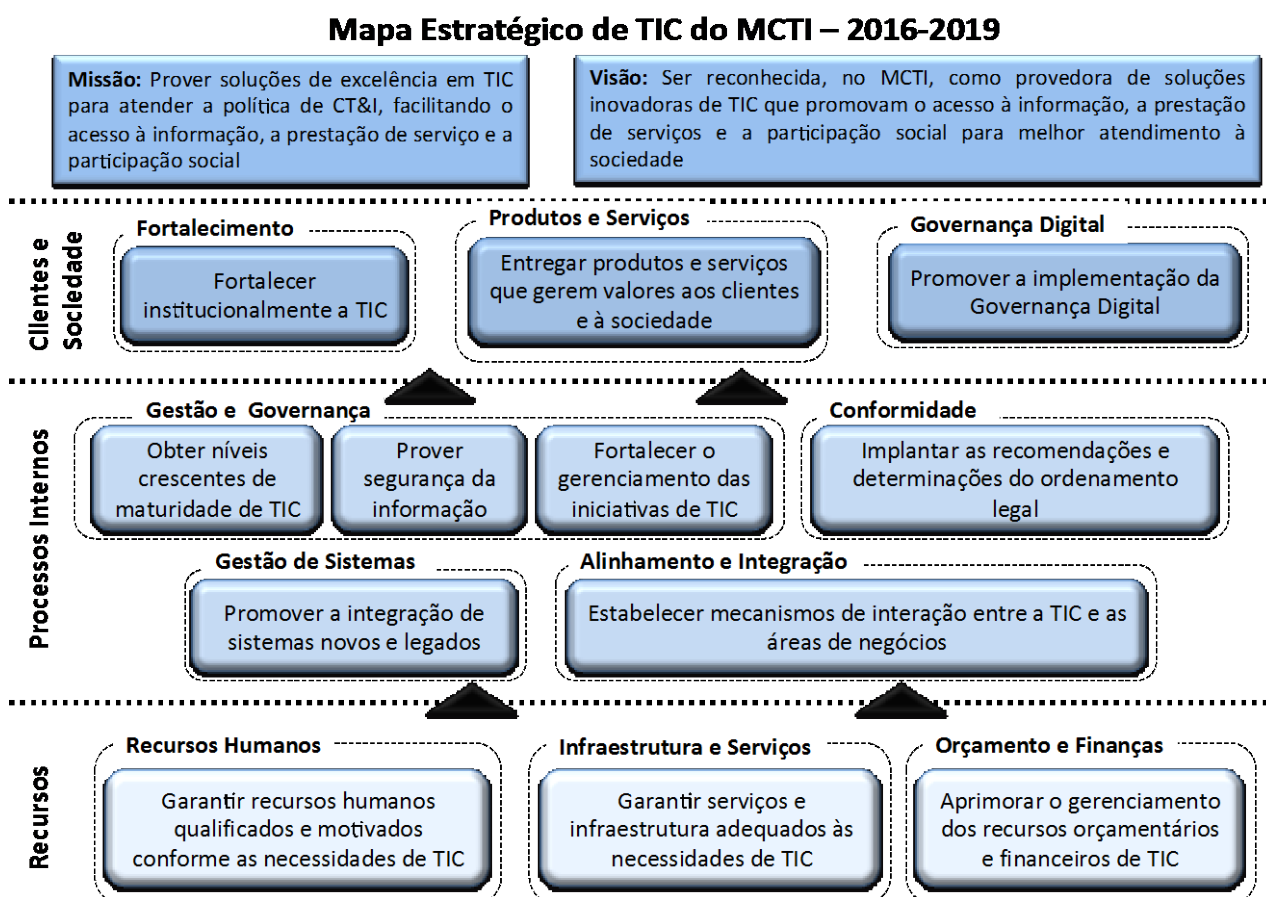 Mapa Estratégico de TIC do MCTI – 2016-2019
Missão: Prover soluções de excelência em TIC
para atender a política de CT&I, facilitando o
acesso à informação, a prestação de serviço e a
participação social
Visão: Ser reconhecida, no MCTI, como provedora de soluções
inovadoras de TIC que promovam o acesso à informação, a prestação
de serviços e a participação social para melhor atendimento à
sociedade
Clientes e
Sociedade
Fortalecimento
Fortalecer
institucionalmente a TIC
Produtos e Serviços
Entregar produtos e serviços
que gerem valores aos clientes
e à sociedade
Governança Digital
Promover a implementação da
Governança Digital
Processos Internos
Gestão e Governança
Obter níveis
crescentes de
maturidade de TIC
Prover
segurança da
informação
Fortalecer o
gerenciamento das
iniciativas de TIC
Conformidade
Implantar as recomendações e
determinações do ordenamento
legal
Gestão de Sistemas
Promover a integração de
sistemas novos e legados
Alinhamento e Integração
Estabelecer mecanismos de interação entre a TIC e as
áreas de negócios
Recursos
Recursos Humanos
Garantir recursos humanos
qualificados e motivados
conforme as necessidades de TIC
Infraestrutura e Serviços
Garantir serviços e
infraestrutura adequados às
necessidades de TIC
Orçamento e Finanças
Aprimorar o gerenciamento
dos recursos orçamentários
e financeiros de TIC